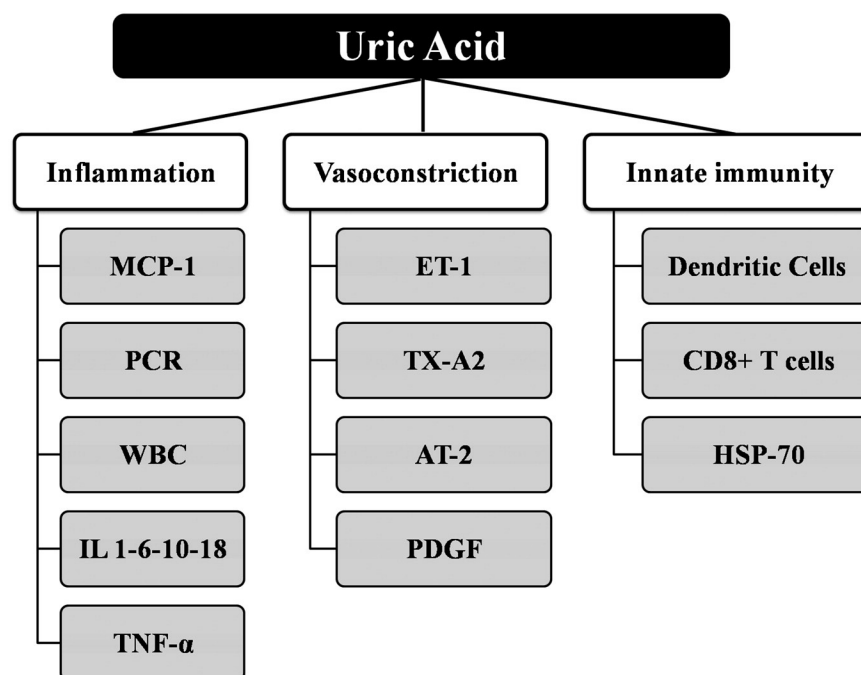 Uric Acid
Inflammation
MCP-1
PCR
WBC
IL 1-6-10-18
TNF-α
Vasoconstriction
ET-1
TX-A2
AT-2
PDGF
Innate immunity
Dendritic Cells
CD8+ T cells
HSP-70